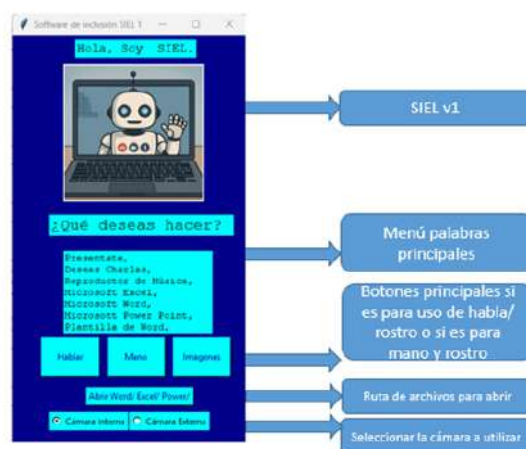 Software de inclusión SIEL 1
Hola, Soy SIEL.
¿Qué deseas hacer?
Presentate,
Deseas Charlas,
Reproductor de Música,
Microsoft Excel,
Microsoft Word,
Microsoft Power Point,
Plantilla de Word,
Hablar
Mano
Imagenes
Abrir Word/ Excel/ Power/
Cámara Interna
Cámara Externa
SIEL v1
Menú palabras
principales
Botones principales si
es para uso de habla/
rostro o si es para
mano y rostro
Ruta de archivos para abrir
Seleccionar la cámara a utilizar